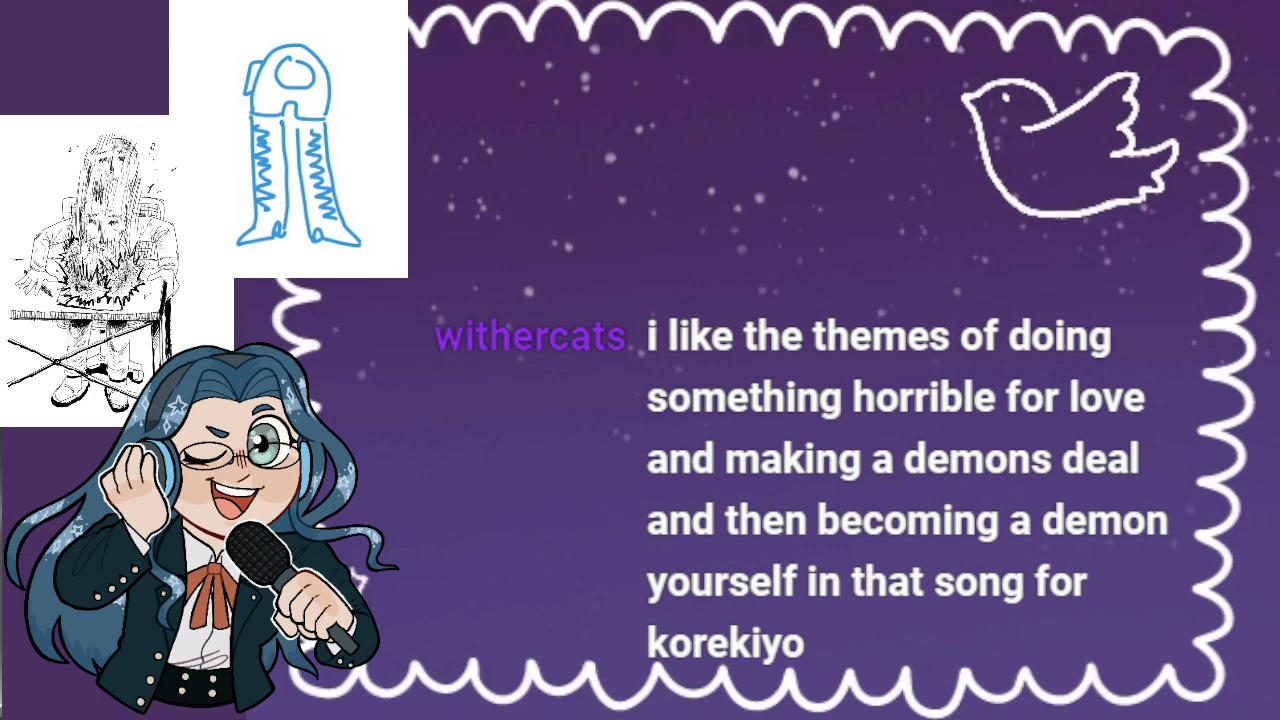 withercats i like the themes of doing
something horrible for love
and making a demons deal
and then becoming a demon
yourself in that song for
korekiyo